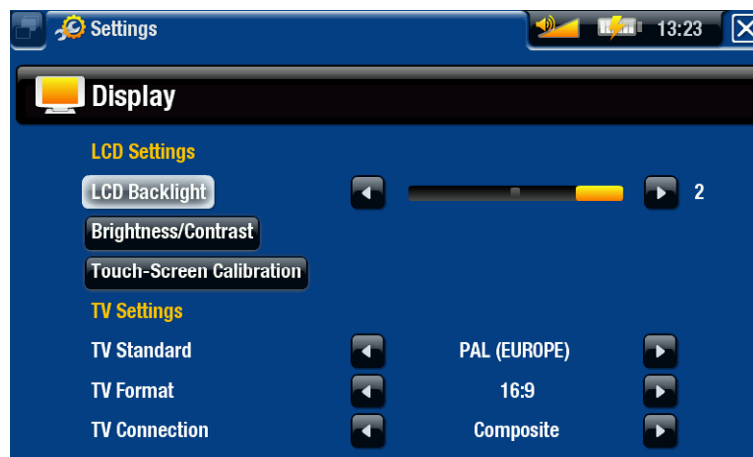 Settings 13:23
Display
LCD Settings
LCD Backlight 2
Brightness/Contrast
Touch-Screen Calibration
TV Settings
TV Standard PAL (EUROPE)
TV Format 16:9
TV Connection Composite